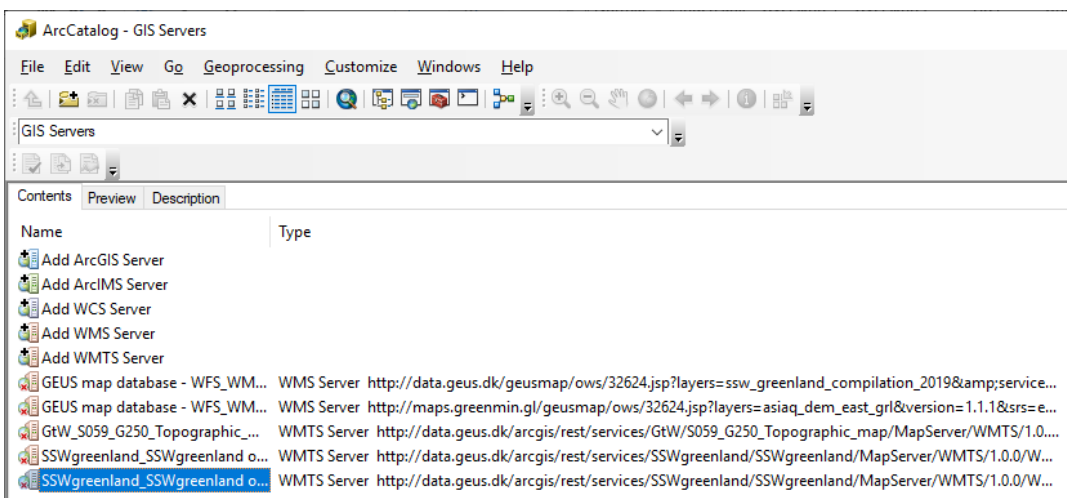 ArcCatalog - GIS Servers
File Edit View Go Geoprocessing Customize Windows Help
GIS Servers
Contents Preview Description
Name Type
Add ArcGIS Server
Add ArcIMS Server
Add WCS Server
Add WMS Server
Add WMTS Server
GEUS map database - WFS_WM... WMS Server http://data.geus.dk/geusmap/ows/32624.jsp?layers=ssw_greenland_compilation_2019&amp;service...
GEUS map database - WFS_WM... WMS Server http://maps.greenmin.gl/geusmap/ows/32624.jsp?layers=asiaq_dem_east_grl&version=1.1.1&srs=e...
GtW_S059_G250_Topographic_... WMTS Server http://data.geus.dk/arcgis/rest/services/GtW/S059_G250_Topographic_map/MapServer/WMTS/1.0....
SSWgreenland_SSWgreenland o... WMTS Server http://data.geus.dk/arcgis/rest/services/SSWgreenland/SSWgreenland/MapServer/WMTS/1.0.0/W...
SSWgreenland_SSWgreenland o... WMTS Server http://data.geus.dk/arcgis/rest/services/SSWgreenland/SSWgreenland/MapServer/WMTS/1.0.0/W...